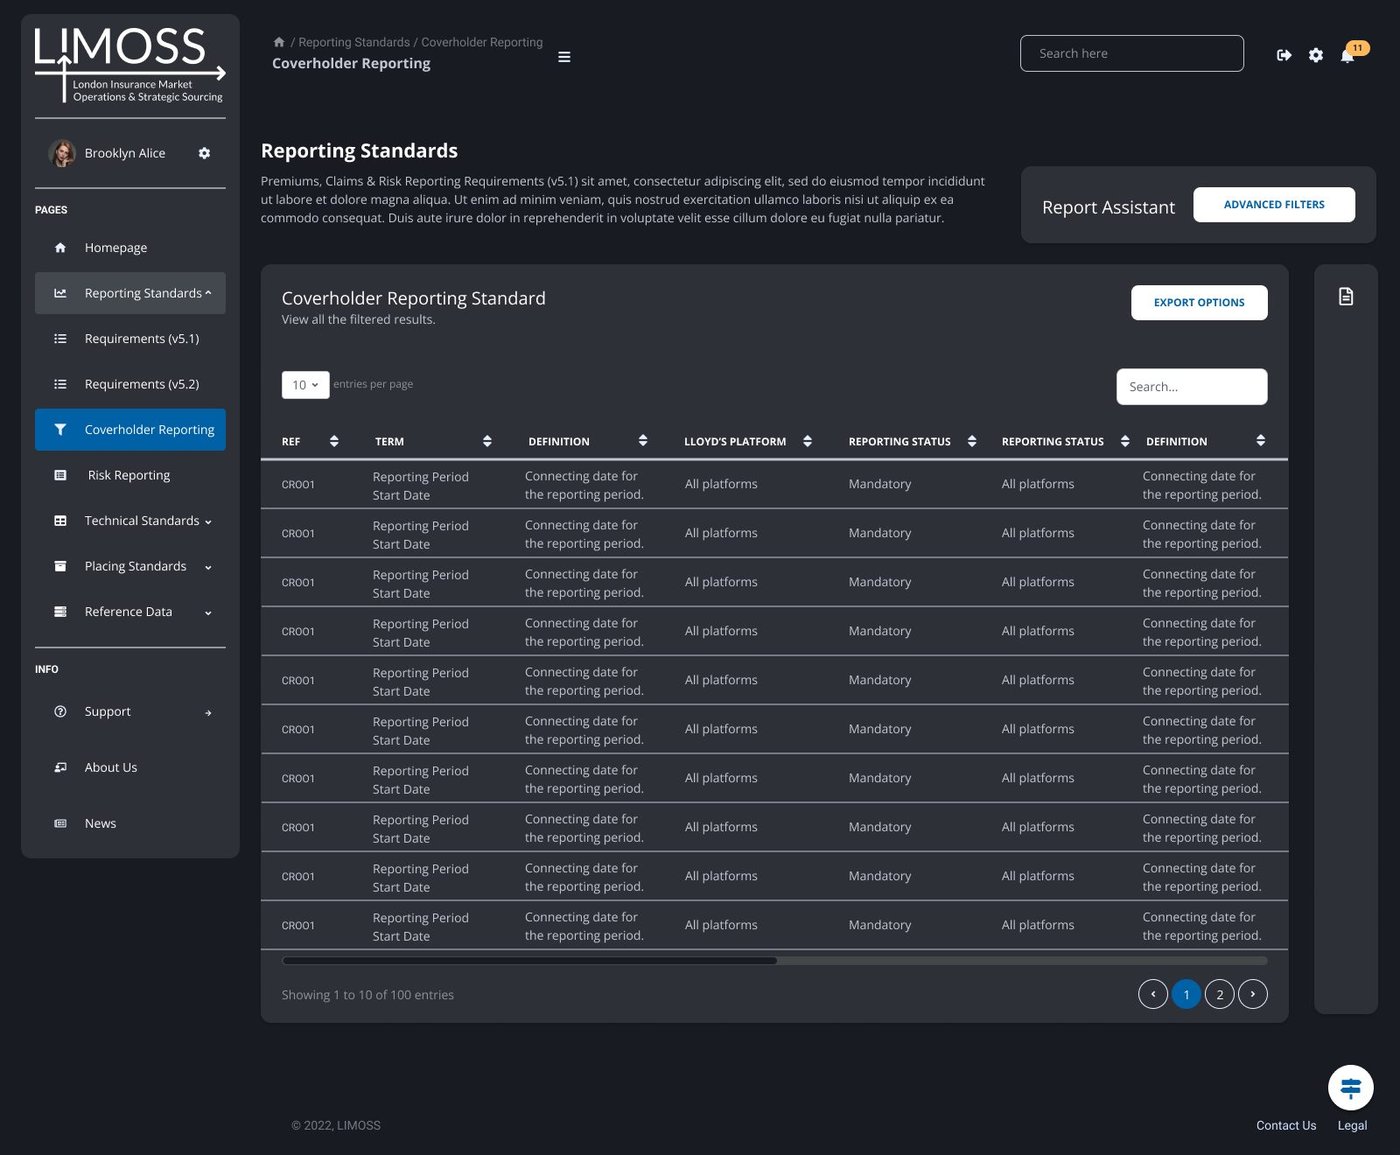 LIMOSS
London Insurance Market
Operations & Strategic Sourcing
Brooklyn Alice
PAGES
Homepage
Reporting Standards
Requirements (v5.1)
Requirements (v5.2)
Coverholder Reporting
Risk Reporting
Technical Standards
Placing Standards
Reference Data
INFO
Support
About Us
News
/ Reporting Standards / Coverholder Reporting
Coverholder Reporting
Search here
11
Reporting Standards
Premiums, Claims & Risk Reporting Requirements (v5.1) sit amet, consectetur adipiscing elit, sed do eiusmod tempor incididunt
ut labore et dolore magna aliqua. Ut enim ad minim veniam, quis nostrud exercitation ullamco laboris nisi ut aliquip ex ea
commodo consequat. Duis aute irure dolor in reprehenderit in voluptate velit esse cillum dolore eu fugiat nulla pariatur.
Report Assistant
ADVANCED FILTERS
Coverholder Reporting Standard
View all the filtered results.
EXPORT OPTIONS
10 entries per page
Search...
REF TERM DEFINITION LLOYD'S PLATFORM REPORTING STATUS REPORTING STATUS DEFINITION
CR001 Reporting Period Start Date Connecting date for the reporting period. All platforms Mandatory All platforms Connecting date for the reporting period.
CR001 Reporting Period Start Date Connecting date for the reporting period. All platforms Mandatory All platforms Connecting date for the reporting period.
CR001 Reporting Period Start Date Connecting date for the reporting period. All platforms Mandatory All platforms Connecting date for the reporting period.
CR001 Reporting Period Start Date Connecting date for the reporting period. All platforms Mandatory All platforms Connecting date for the reporting period.
CR001 Reporting Period Start Date Connecting date for the reporting period. All platforms Mandatory All platforms Connecting date for the reporting period.
CR001 Reporting Period Start Date Connecting date for the reporting period. All platforms Mandatory All platforms Connecting date for the reporting period.
CR001 Reporting Period Start Date Connecting date for the reporting period. All platforms Mandatory All platforms Connecting date for the reporting period.
CR001 Reporting Period Start Date Connecting date for the reporting period. All platforms Mandatory All platforms Connecting date for the reporting period.
CR001 Reporting Period Start Date Connecting date for the reporting period. All platforms Mandatory All platforms Connecting date for the reporting period.
CR001 Reporting Period Start Date Connecting date for the reporting period. All platforms Mandatory All platforms Connecting date for the reporting period.
Showing 1 to 10 of 100 entries
1 2
© 2022, LIMOSS
Contact Us Legal